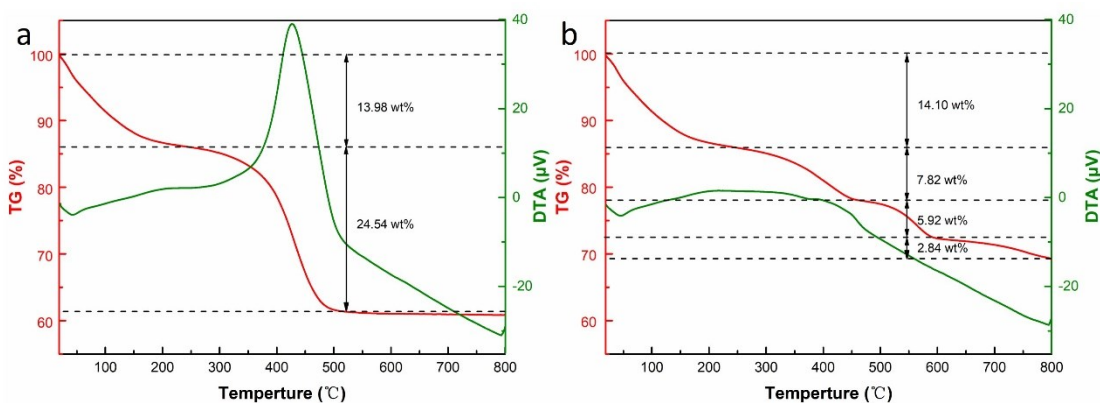 a
100
90
80
70
60
TG (%)
13.98 wt%
24.54 wt%
40
20
0
-20
DTA (µV)
100 200 300 400 500 600 700 800
Temperture (℃)
b
100
90
80
70
60
TG (%)
14.10 wt%
7.82 wt%
5.92 wt%
2.84 wt%
40
20
0
-20
DTA (µV)
100 200 300 400 500 600 700 800
Temperture (℃)